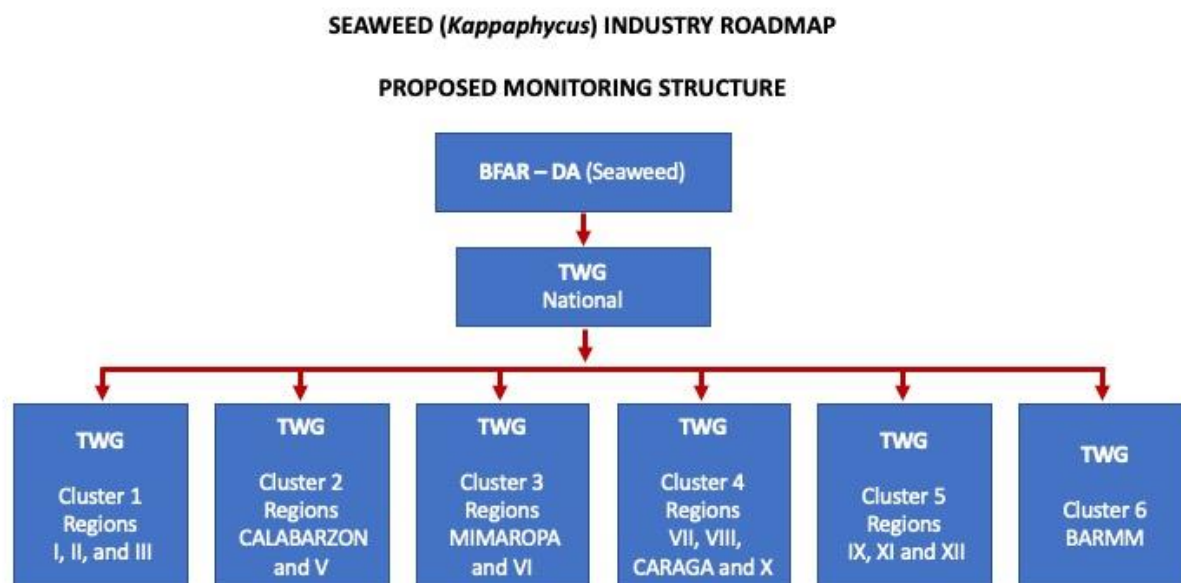 SEAWEED (Kappaphycus) INDUSTRY ROADMAP
PROPOSED MONITORING STRUCTURE
BFAR – DA (Seaweed)
TWG
National
TWG
Cluster 1
Regions
I, II, and III
TWG
Cluster 2
Regions
CALABARZON
and V
TWG
Cluster 3
Regions
MIMAROPA
and VI
TWG
Cluster 4
Regions
VII, VIII,
CARAGA and X
TWG
Cluster 5
Regions
IX, XI and XII
TWG
Cluster 6
BARMM